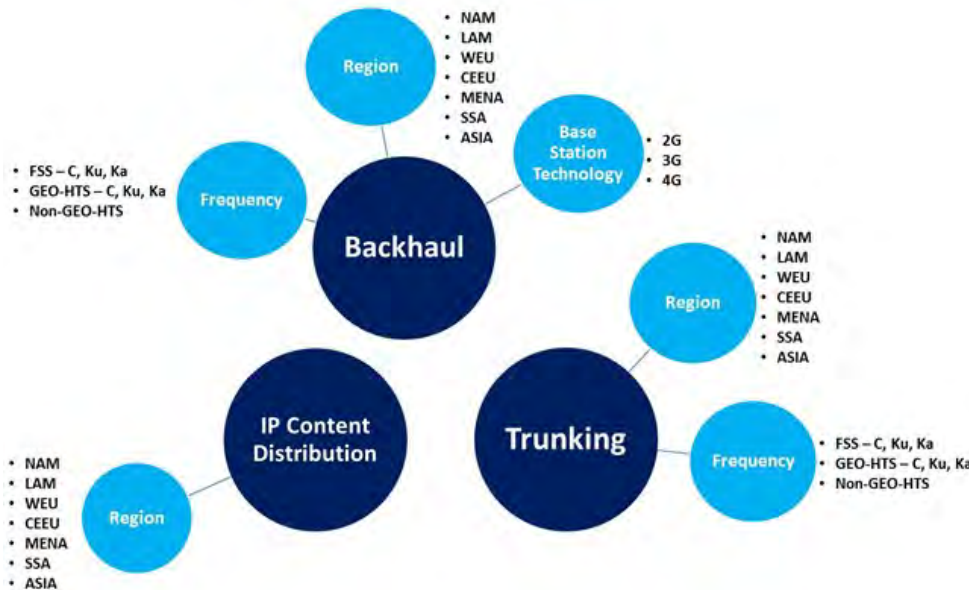 Region
• NAM
• LAM
• WEU
• CEEU
• MENA
• SSA
• ASIA
Base
Station
Technology
• 2G
• 3G
• 4G
• FSS – C, Ku, Ka
• GEO-HTS – C, Ku, Ka
• Non-GEO-HTS
Frequency
Backhaul
Region
• NAM
• LAM
• WEU
• CEEU
• MENA
• SSA
• ASIA
IP Content
Distribution
Trunking
Frequency
• FSS – C, Ku, Ka
• GEO-HTS – C, Ku, Ka
• Non-GEO-HTS
• NAM
• LAM
• WEU
• CEEU
• MENA
• SSA
• ASIA
Region